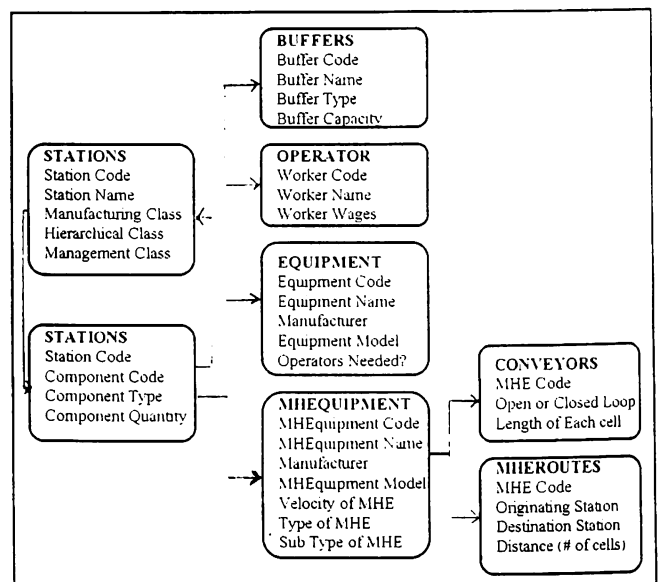 BUFFERS
Buffer Code
Buffer Name
Buffer Type
Buffer Capacity
STATIONS
Station Code
Station Name
Manufacturing Class
Hierarchical Class
Management Class
OPERATOR
Worker Code
Worker Name
Worker Wages
EQUIPMENT
Equipment Code
Equipment Name
Manufacturer
Equipment Model
Operators Needed?
STATIONS
Station Code
Component Code
Component Type
Component Quantity
MHEQUIPMENT
MHEquipment Code
MHEquipment Name
Manufacturer
MHEquipment Model
Velocity of MHE
Type of MHE
Sub Type of MHE
CONVEYORS
MHE Code
Open or Closed Loop
Length of Each cell
MHEROUTES
MHE Code
Originating Station
Destination Station
Distance (# of cells)